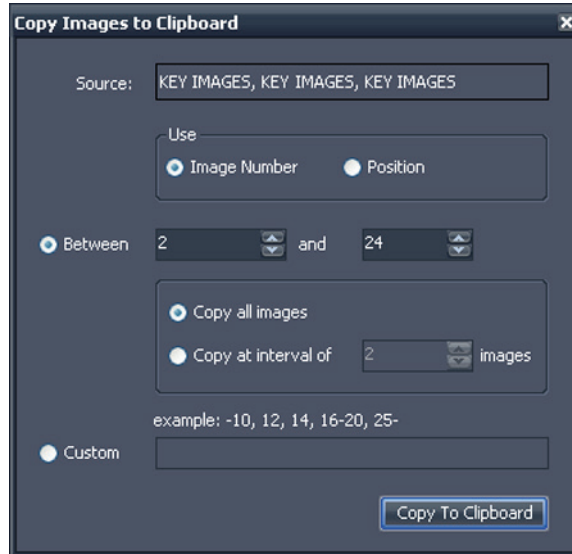 Copy Images to Clipboard
Source: KEY IMAGES, KEY IMAGES, KEY IMAGES
Use
Image Number Position
Between 2 and 24
Copy all images
Copy at interval of 2 images
example: -10, 12, 14, 16-20, 25-
Custom
Copy To Clipboard